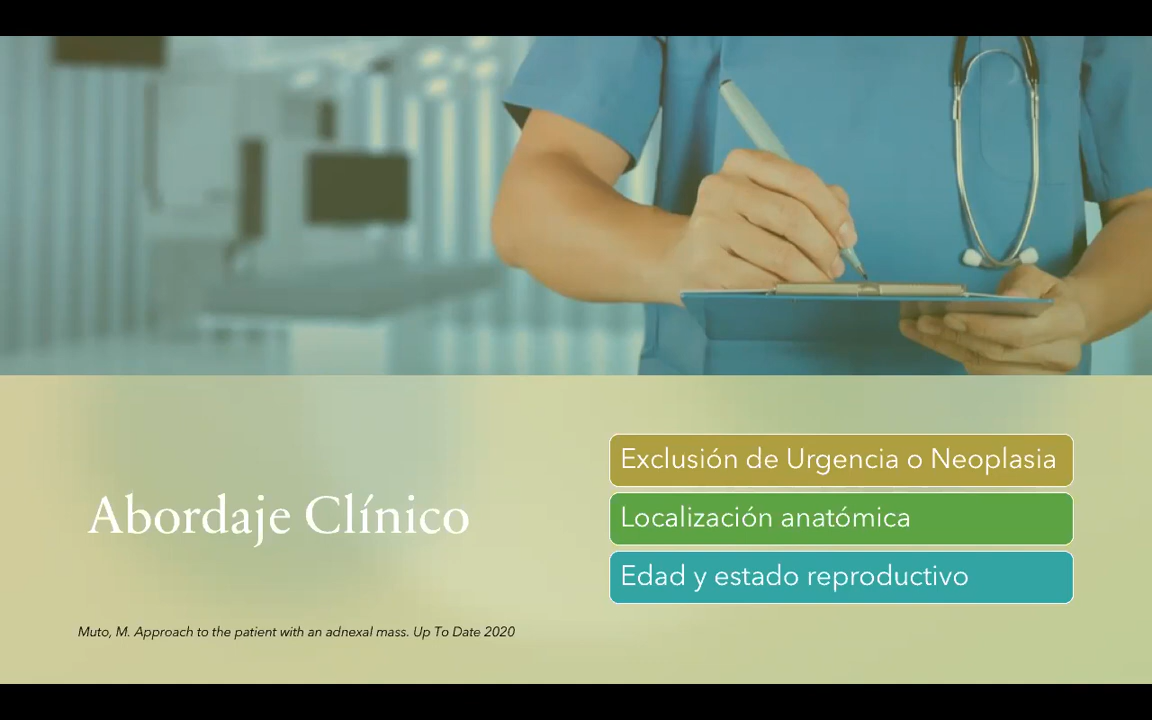 Abordaje Clínico
Exclusión de Urgencia o Neoplasia
Localización anatómica
Edad y estado reproductivo
Muto, M. Approach to the patient with an adnexal mass. Up To Date 2020